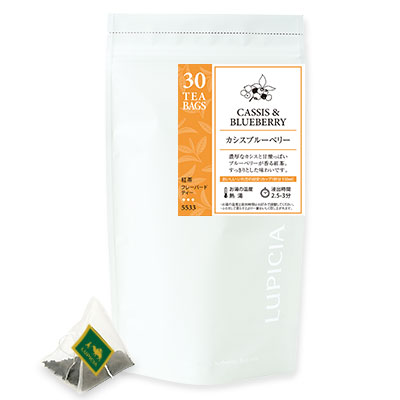 30
TEA
BAGS
紅茶
フレーバード
ティー
5533
CASSIS &
BLUEBERRY
カシスブルーベリー
濃厚なカシスと甘酸っぱい
ブルーベリーが香る紅茶。
すっきりとした味わいです。
お湯の温度
熱湯
浸出時間
2.5-3分
LUPICIA
LUPICIA